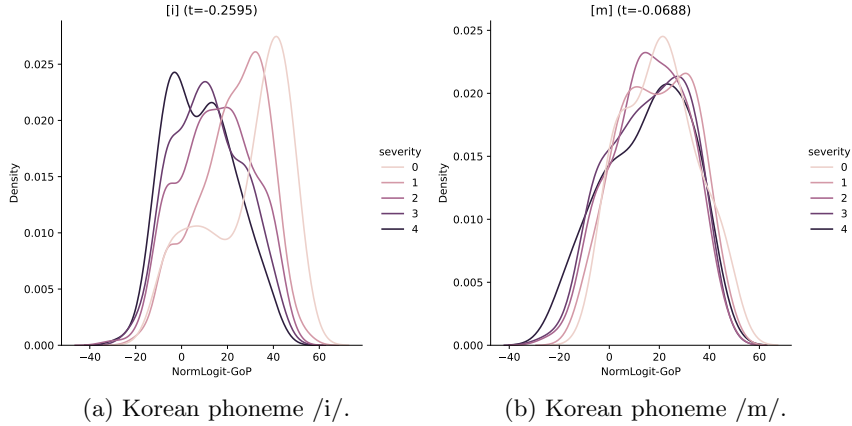 [i] (t=-0.2595)
0.025
0.020
0.015
0.010
0.005
0.000
Density
−40 −20 0 20 40 60
NormLogit-GoP
severity
0
1
2
3
4
(a) Korean phoneme /i/.
[m] (t=-0.0688)
0.025
0.020
0.015
0.010
0.005
0.000
Density
−40 −20 0 20 40 60
NormLogit-GoP
severity
0
1
2
3
4
(b) Korean phoneme /m/.